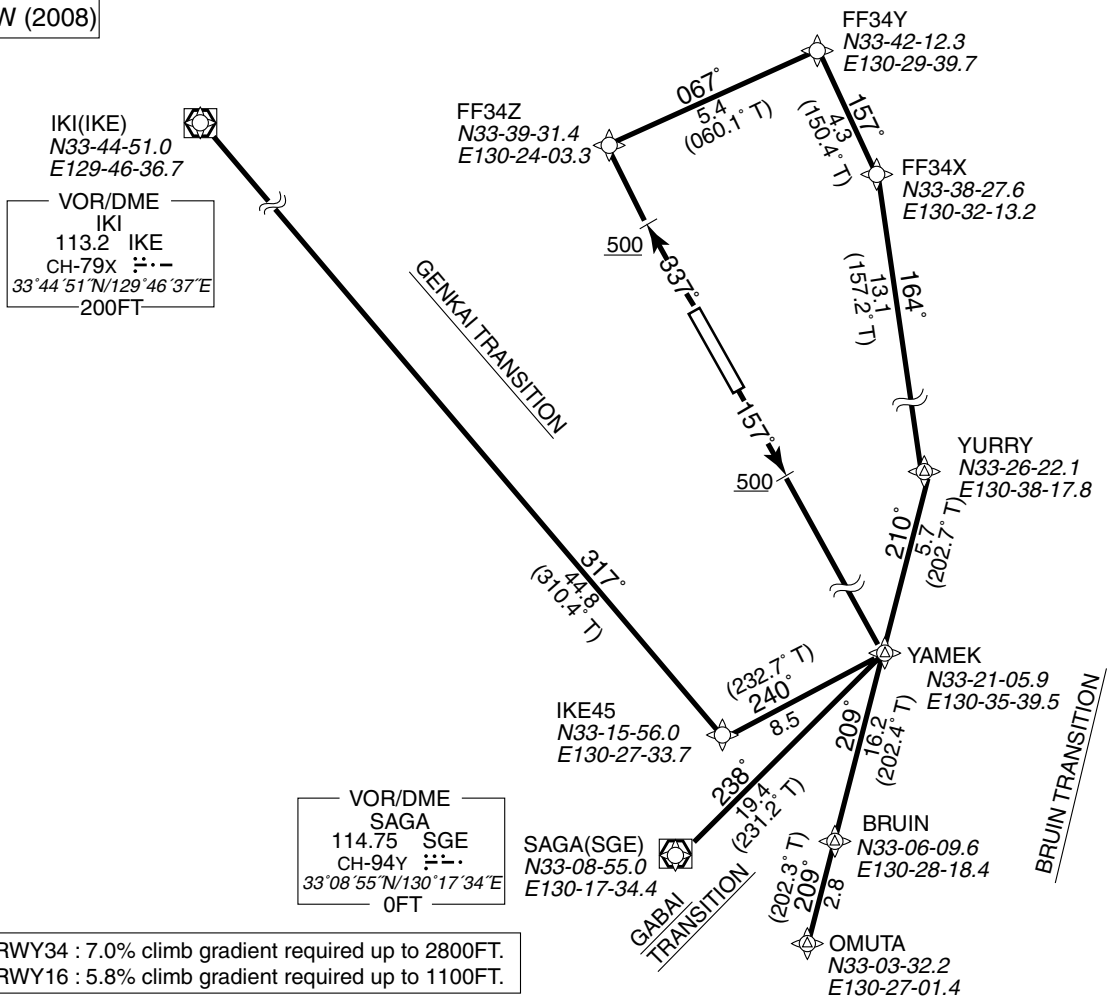 W (2008)
FF34Y
N33-42-12.3
E130-29-39.7
067°
5.4
(060.1° T)
157°
4.3
(150.4° T)
FF34Z
N33-39-31.4
E130-24-03.3
IKI(IKE)
N33-44-51.0
E129-46-36.7
VOR/DME
IKI
113.2 IKE
CH-79X
33°44´51˝N/129°46´37˝E
200FT
FF34X
N33-38-27.6
E130-32-13.2
500
337°
GENKAI TRANSITION
164°
13.1
(157.2° T)
157°
500
YURRY
N33-26-22.1
E130-38-17.8
210°
5.7
(202.7° T)
317°
44.8
(310.4° T)
YAMEK
N33-21-05.9
E130-35-39.5
(232.7° T)
240°
8.5
IKE45
N33-15-56.0
E130-27-33.7
209°
16.2
(202.4° T)
BRUIN TRANSITION
238°
19.4
(231.2° T)
VOR/DME
SAGA
114.75 SGE
CH-94Y
33°08´55˝N/130°17´34˝E
0FT
SAGA(SGE)
N33-08-55.0
E130-17-34.4
GABAI
TRANSITION
BRUIN
N33-06-09.6
E130-28-18.4
(202.3° T)
209°
2.8
OMUTA
N33-03-32.2
E130-27-01.4
RWY34 : 7.0% climb gradient required up to 2800FT.
RWY16 : 5.8% climb gradient required up to 1100FT.